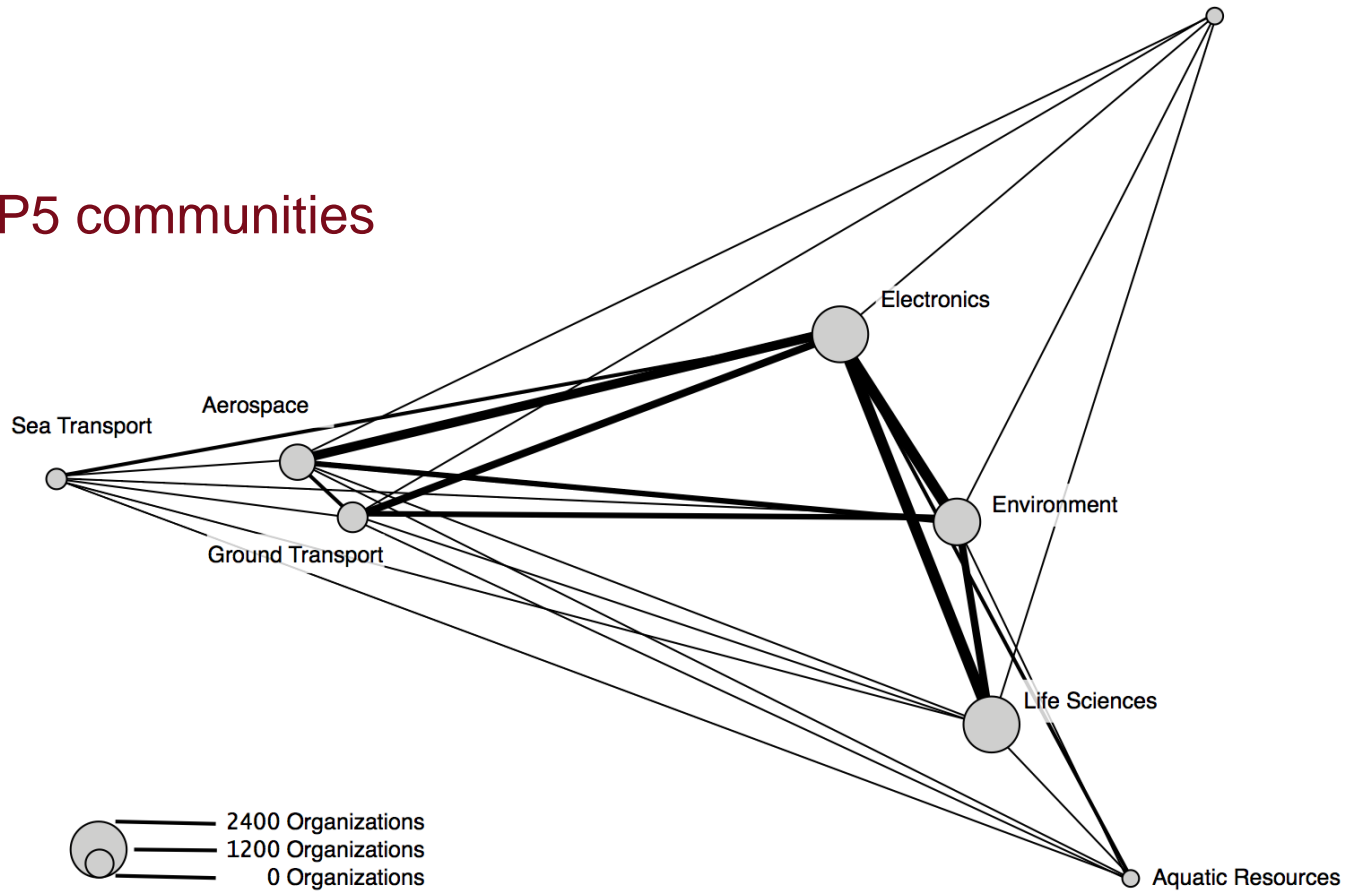 P5 communities
Electronics
Aerospace
Sea Transport
Environment
Ground Transport
Life Sciences
2400 Organizations
1200 Organizations
0 Organizations
Aquatic Resources